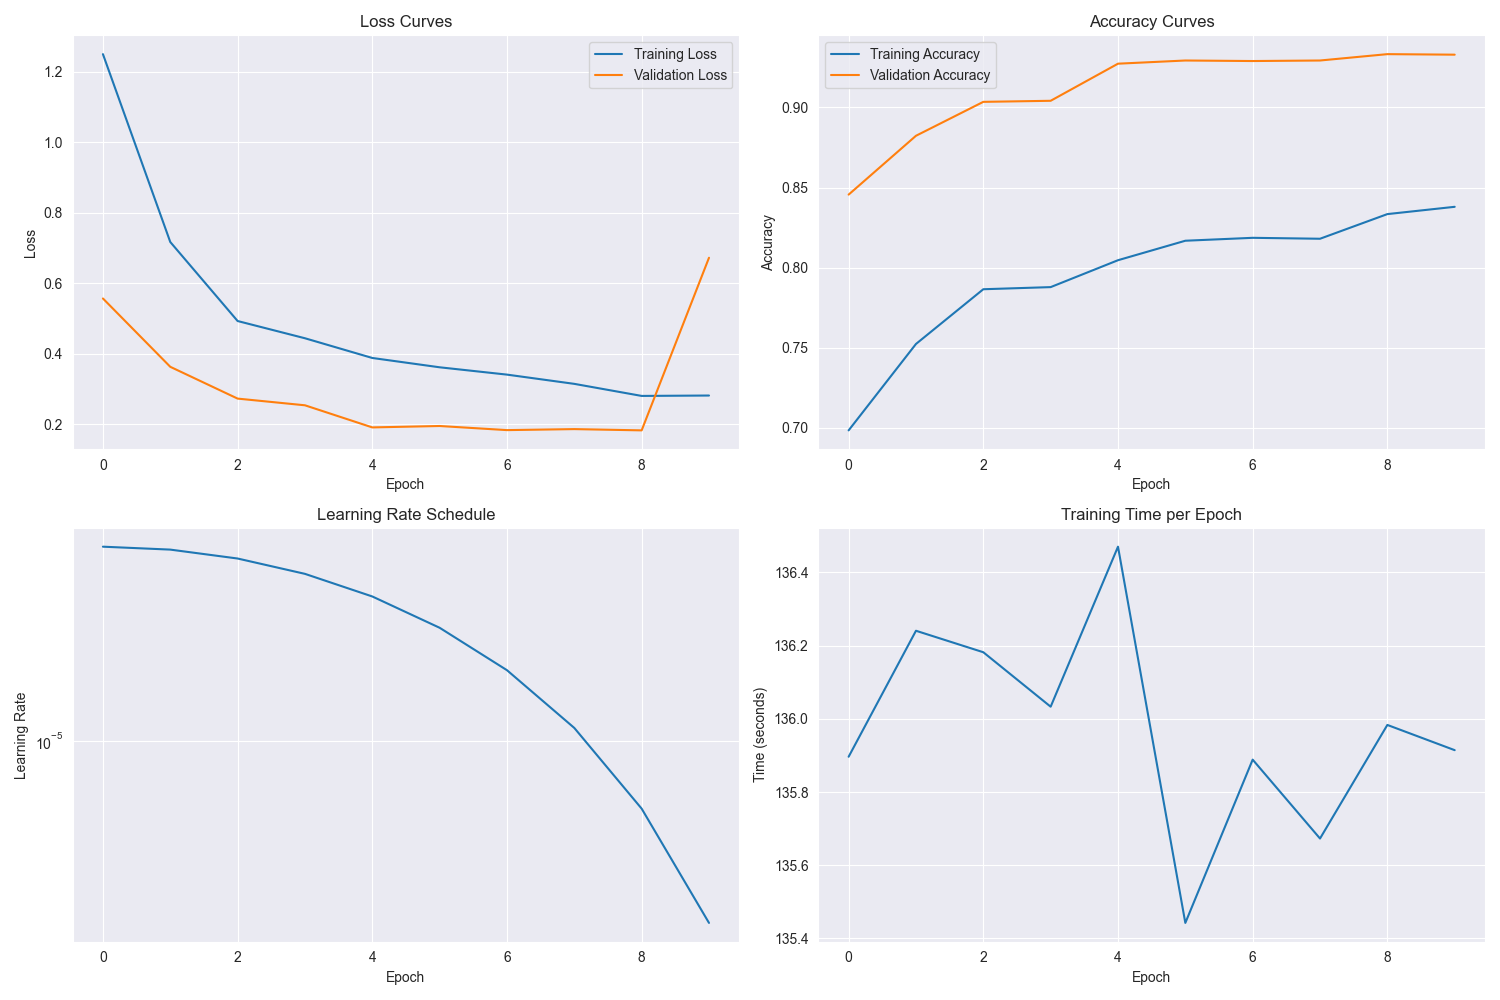 Loss Curves
Training Loss
Validation Loss
1.2
1.0
0.8
0.6
0.4
0.2
Loss
0 2 4 6 8
Epoch
Accuracy Curves
Training Accuracy
Validation Accuracy
0.90
0.85
0.80
0.75
0.70
Accuracy
0 2 4 6 8
Epoch
Learning Rate Schedule
10⁻⁵
Learning Rate
0 2 4 6 8
Epoch
Training Time per Epoch
136.4
136.2
136.0
135.8
135.6
135.4
Time (seconds)
0 2 4 6 8
Epoch